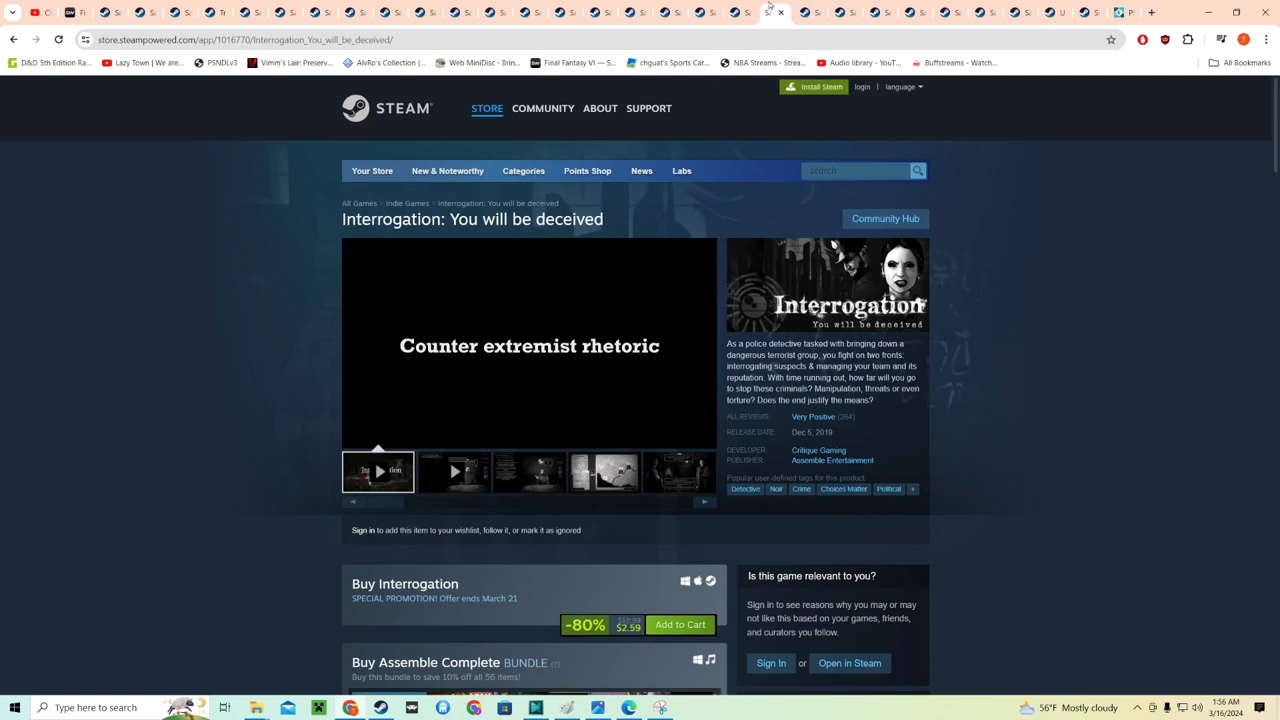 store.steampowered.com/app/1016770/Interrogation_You_will_be_deceived/
D&D 5th Edition Ra...
Lazy Town | We are...
PSNDLv3
Vimm's Lair: Preserv...
AlvRo's Collection (...
Web MiniDisc - Brin...
Final Fantasy VI — S...
chguat's Sports Car...
NBA Streams - Strea...
Audio library - YouT...
Buffstreams - Watch...
All Bookmarks
Install Steam
login
|
language
STEAM
STORE
COMMUNITY
ABOUT
SUPPORT
Your Store
New & Noteworthy
Categories
Points Shop
News
Labs
search
All Games > Indie Games > Interrogation: You will be deceived
Interrogation: You will be deceived
Community Hub
Counter extremist rhetoric
Interrogation
You will be deceived
As a police detective tasked with bringing down a
dangerous terrorist group, you fight on two fronts:
interrogating suspects & managing your team and its
reputation. With time running out, how far will you go
to stop these criminals? Manipulation, threats or even
torture? Does the end justify the means?
ALL REVIEWS: Very Positive (264)
RELEASE DATE: Dec 5, 2019
DEVELOPER: Critique Gaming
PUBLISHER: Assemble Entertainment
Popular user-defined tags for this product:
Detective Noir Crime Choices Matter Political +
Sign in to add this item to your wishlist, follow it, or mark it as ignored
Buy Interrogation
SPECIAL PROMOTION! Offer ends March 21
-80%
$12.99
$2.59
Add to Cart
Is this game relevant to you?
Sign in to see reasons why you may or may
not like this based on your games, friends,
and curators you follow.
Sign In or Open in Steam
Buy Assemble Complete BUNDLE (?)
Buy this bundle to save 10% off all 56 items!
Type here to search
56°F Mostly cloudy
1:56 AM
3/16/2024